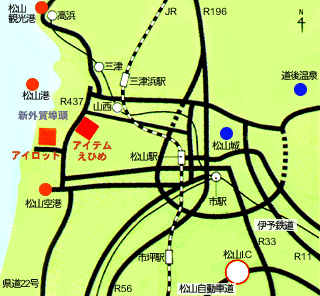 松山
観光港
高浜
JR
R196
N
4
三津
三津浜駅
道後温泉
松山港
R437
山西
新外貿埠頭
アイロット
アイテム
えひめ
松山城
松山駅
松山空港
市駅
伊予鉄道
市坪駅
松山I.C
R33
R11
県道22号
R56
松山自動車道